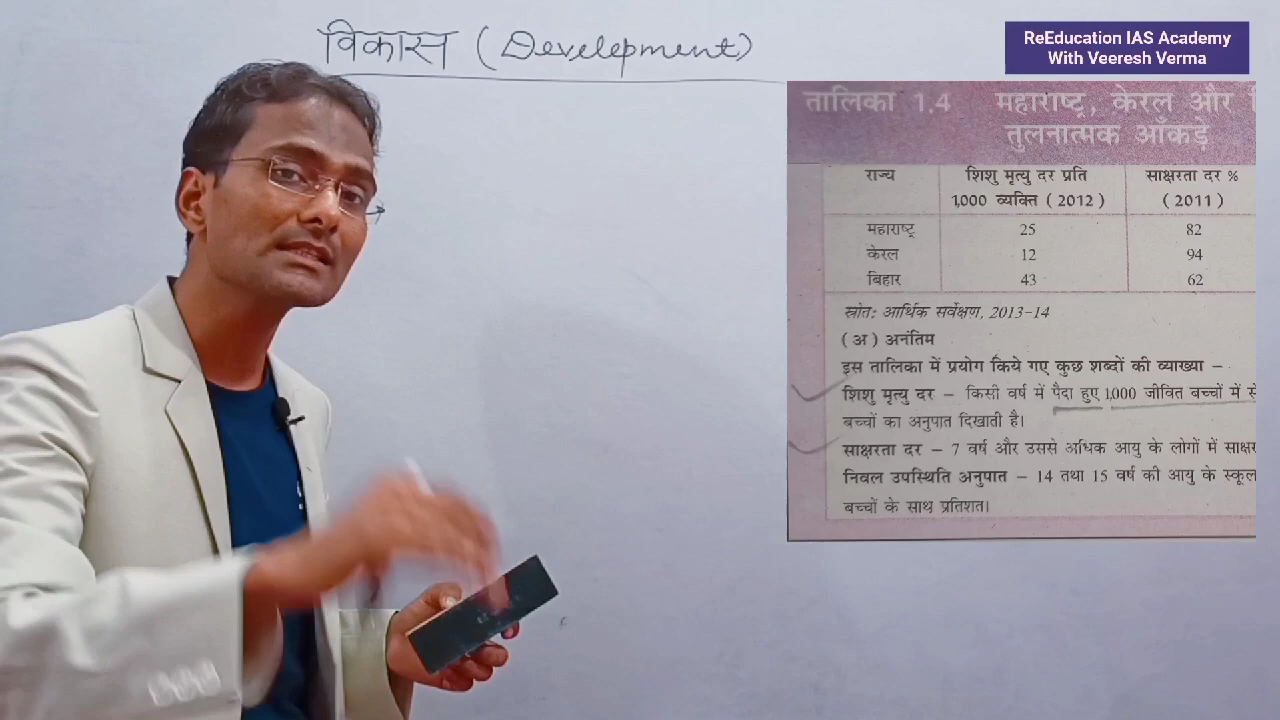 विकास (Develepment)
ReEducation IAS Academy
With Veeresh Verma
तालिका 1.4 महाराष्ट्र, केरल और
तुलनात्मक आँकड़े
राज्य शिशु मृत्यु दर प्रति साक्षरता दर %
1,000 व्यक्ति ( 2012 ) ( 2011 )
महाराष्ट्र 25 82
केरल 12 94
बिहार 43 62
स्रोत: आर्थिक सर्वेक्षण, 2013-14
( अ ) अनंतिम
इस तालिका में प्रयोग किये गए कुछ शब्दों की व्याख्या –
शिशु मृत्यु दर – किसी वर्ष में पैदा हुए 1,000 जीवित बच्चों में से
बच्चों का अनुपात दिखाती है।
साक्षरता दर – 7 वर्ष और उससे अधिक आयु के लोगों में साक्षर
निवल उपस्थिति अनुपात – 14 तथा 15 वर्ष की आयु के स्कूल
बच्चों के साथ प्रतिशत।